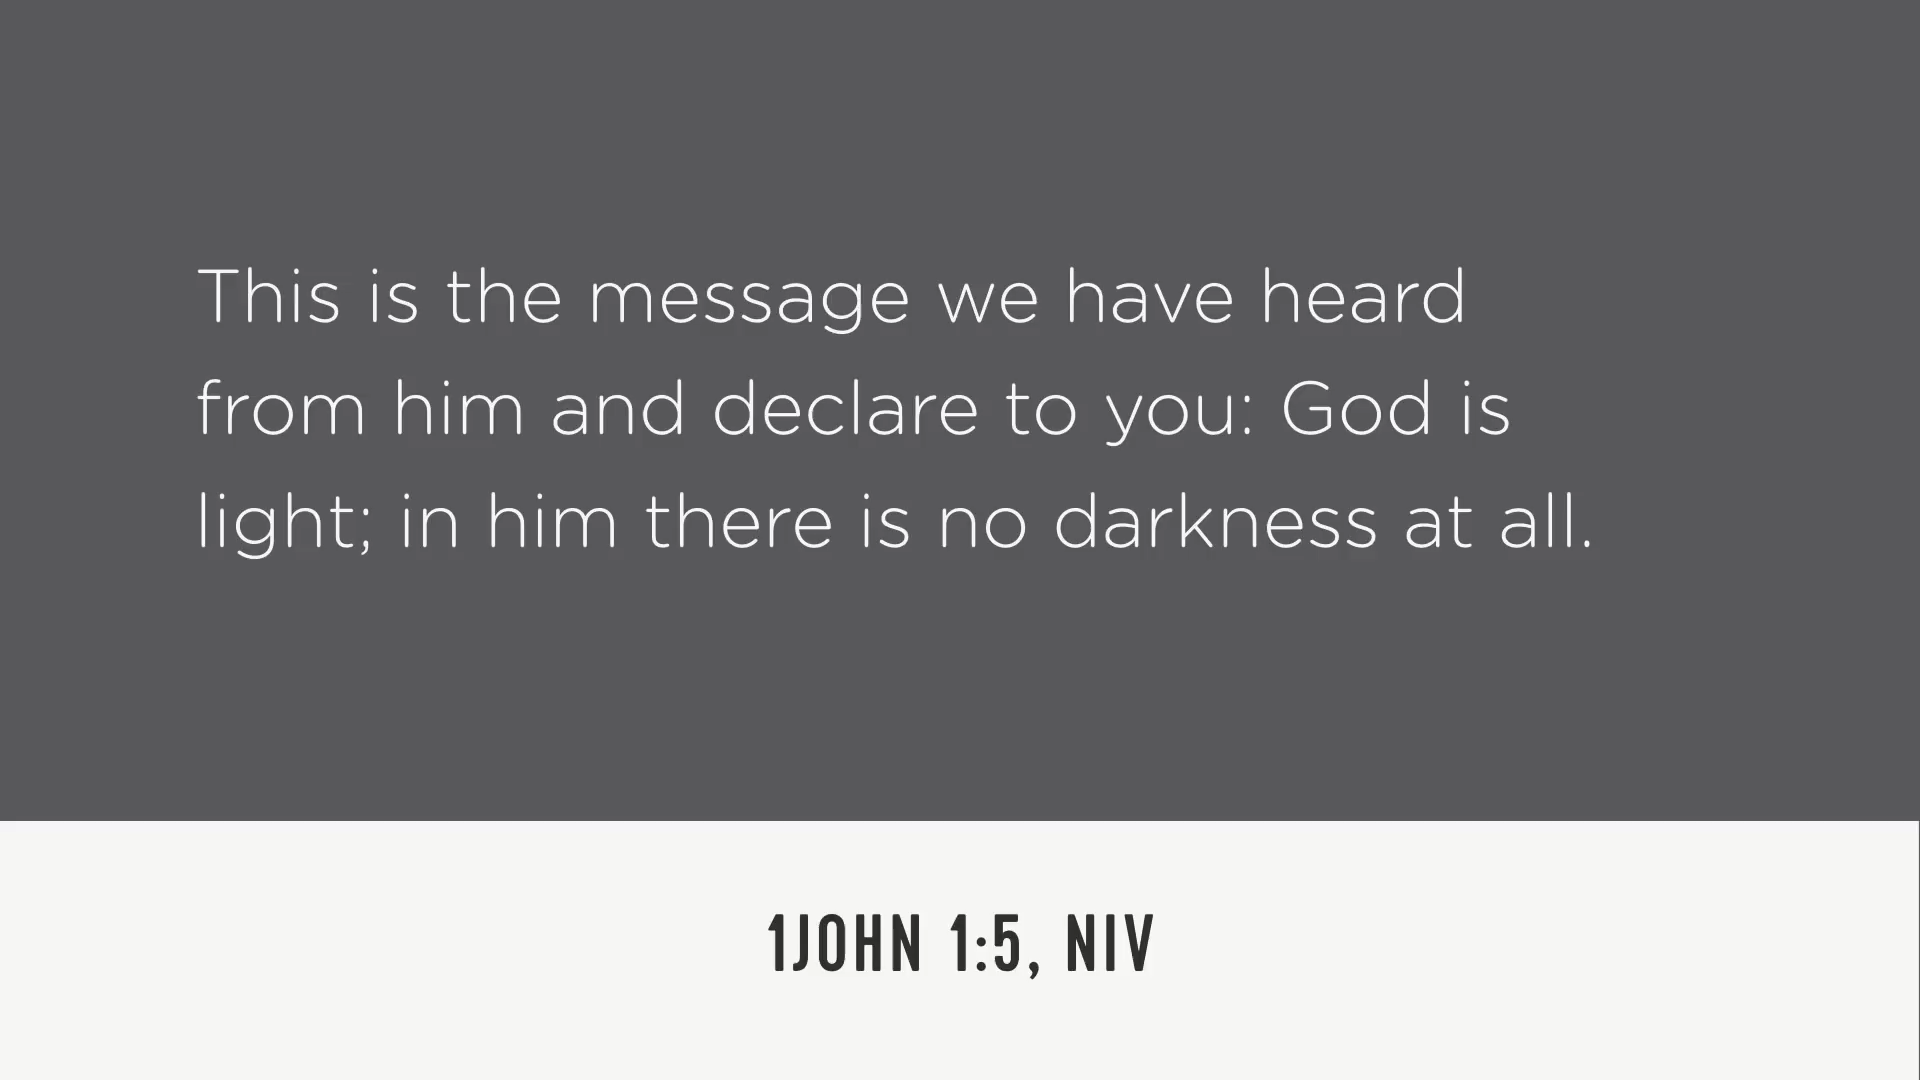 This is the message we have heard
from him and declare to you: God is
light; in him there is no darkness at all.
1JOHN 1:5, NIV